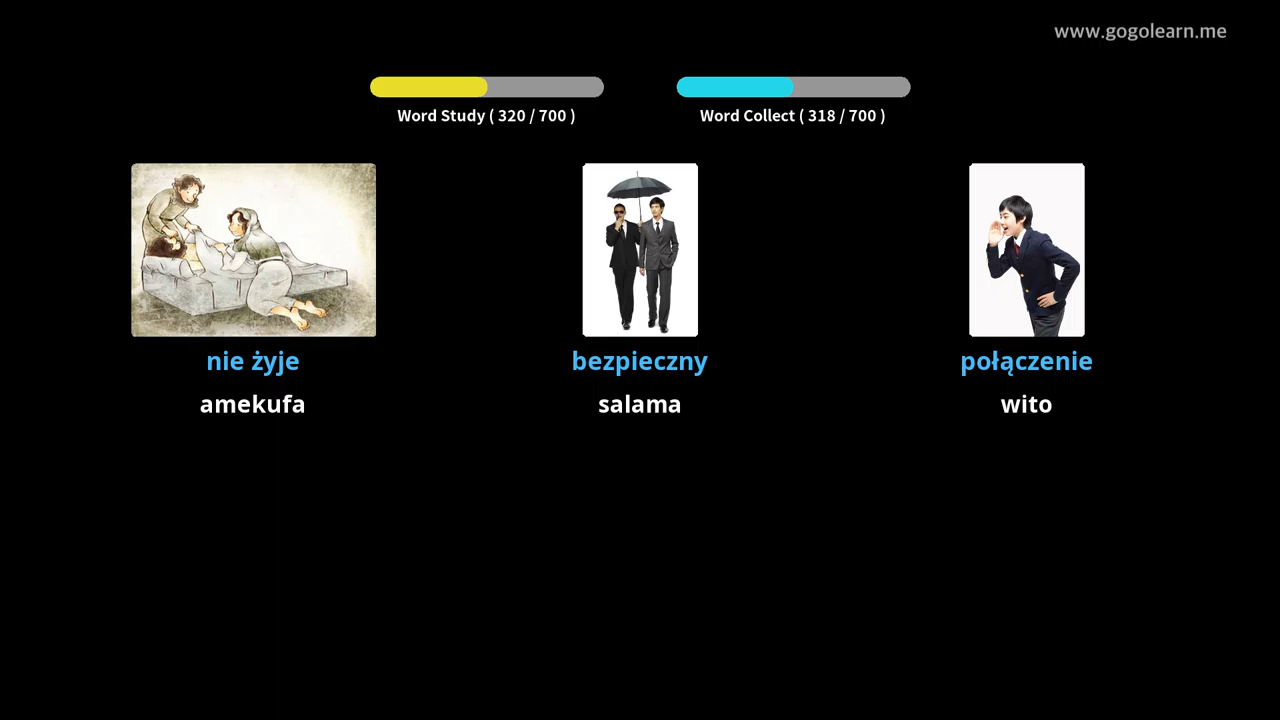 www.gogolearn.me
Word Study ( 320 / 700 )
Word Collect ( 318 / 700 )
nie żyje
bezpieczny
połączenie
amekufa
salama
wito